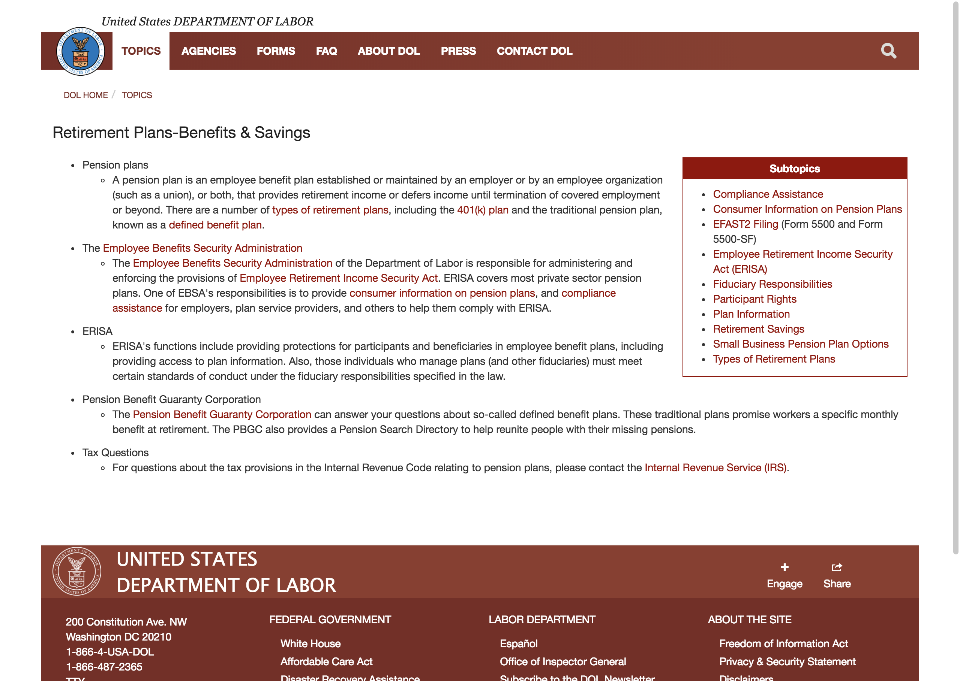 United States DEPARTMENT OF LABOR
TOPICS AGENCIES FORMS FAQ ABOUT DOL PRESS CONTACT DOL
DOL HOME / TOPICS
Retirement Plans-Benefits & Savings
Pension plans
A pension plan is an employee benefit plan established or maintained by an employer or by an employee organization
(such as a union), or both, that provides retirement income or defers income until termination of covered employment
or beyond. There are a number of types of retirement plans, including the 401(k) plan and the traditional pension plan,
known as a defined benefit plan.
The Employee Benefits Security Administration
The Employee Benefits Security Administration of the Department of Labor is responsible for administering and
enforcing the provisions of Employee Retirement Income Security Act. ERISA covers most private sector pension
plans. One of EBSA's responsibilities is to provide consumer information on pension plans, and compliance
assistance for employers, plan service providers, and others to help them comply with ERISA.
ERISA
ERISA's functions include providing protections for participants and beneficiaries in employee benefit plans, including
providing access to plan information. Also, those individuals who manage plans (and other fiduciaries) must meet
certain standards of conduct under the fiduciary responsibilities specified in the law.
Pension Benefit Guaranty Corporation
The Pension Benefit Guaranty Corporation can answer your questions about so-called defined benefit plans. These traditional plans promise workers a specific monthly
benefit at retirement. The PBGC also provides a Pension Search Directory to help reunite people with their missing pensions.
Tax Questions
For questions about the tax provisions in the Internal Revenue Code relating to pension plans, please contact the Internal Revenue Service (IRS).
Subtopics
Compliance Assistance
Consumer Information on Pension Plans
EFAST2 Filing (Form 5500 and Form
5500-SF)
Employee Retirement Income Security
Act (ERISA)
Fiduciary Responsibilities
Participant Rights
Plan Information
Retirement Savings
Small Business Pension Plan Options
Types of Retirement Plans
UNITED STATES
DEPARTMENT OF LABOR
Engage
Share
200 Constitution Ave. NW
Washington DC 20210
1-866-4-USA-DOL
1-866-487-2365
TTY
FEDERAL GOVERNMENT
White House
Affordable Care Act
Disaster Recovery Assistance
LABOR DEPARTMENT
Español
Office of Inspector General
Subscribe to the DOL Newsletter
ABOUT THE SITE
Freedom of Information Act
Privacy & Security Statement
Disclaimers